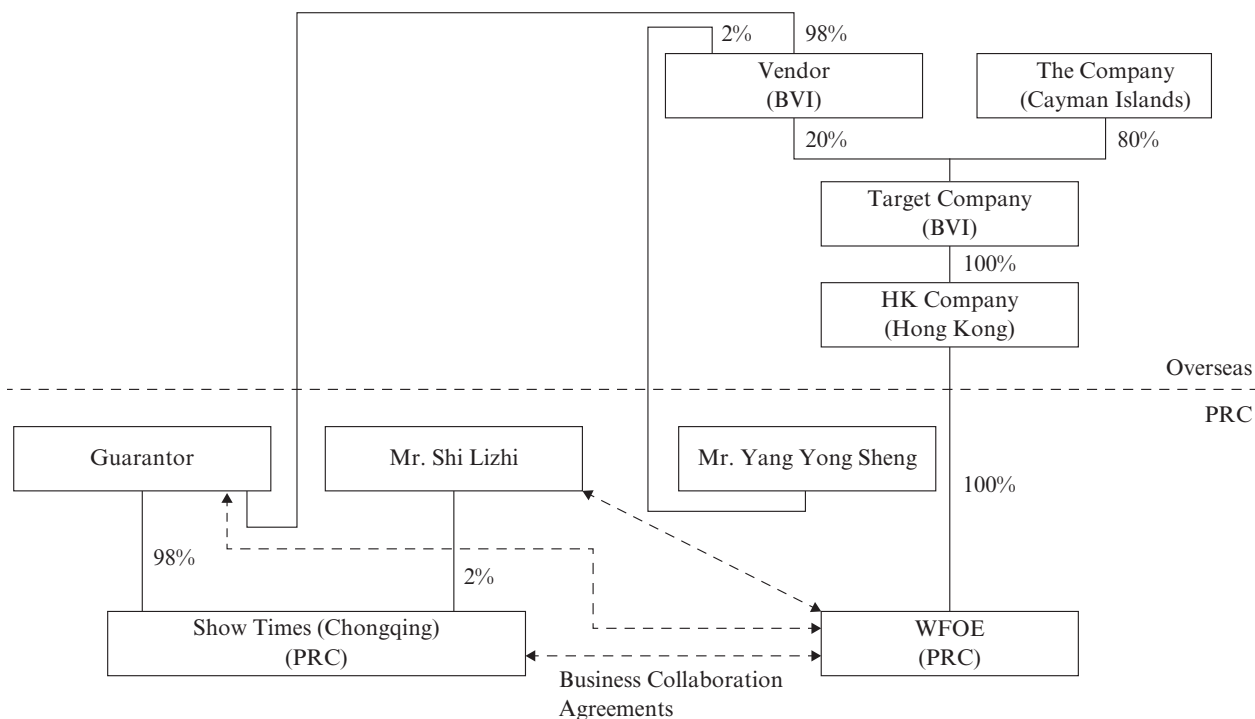 2%
98%
Vendor
(BVI)
The Company
(Cayman Islands)
20%
80%
Target Company
(BVI)
100%
HK Company
(Hong Kong)
Overseas
PRC
Guarantor
Mr. Shi Lizhi
Mr. Yang Yong Sheng
100%
98%
2%
Show Times (Chongqing)
(PRC)
WFOE
(PRC)
Business Collaboration
Agreements